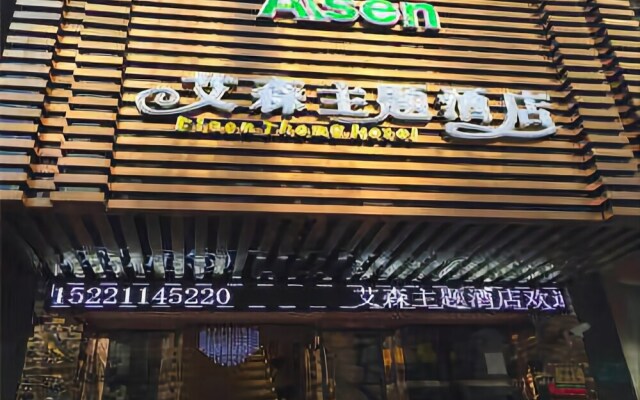 Aisen
艾森主题酒店
Eisen Theme Hotel
15221145220 艾森主题酒店欢迎